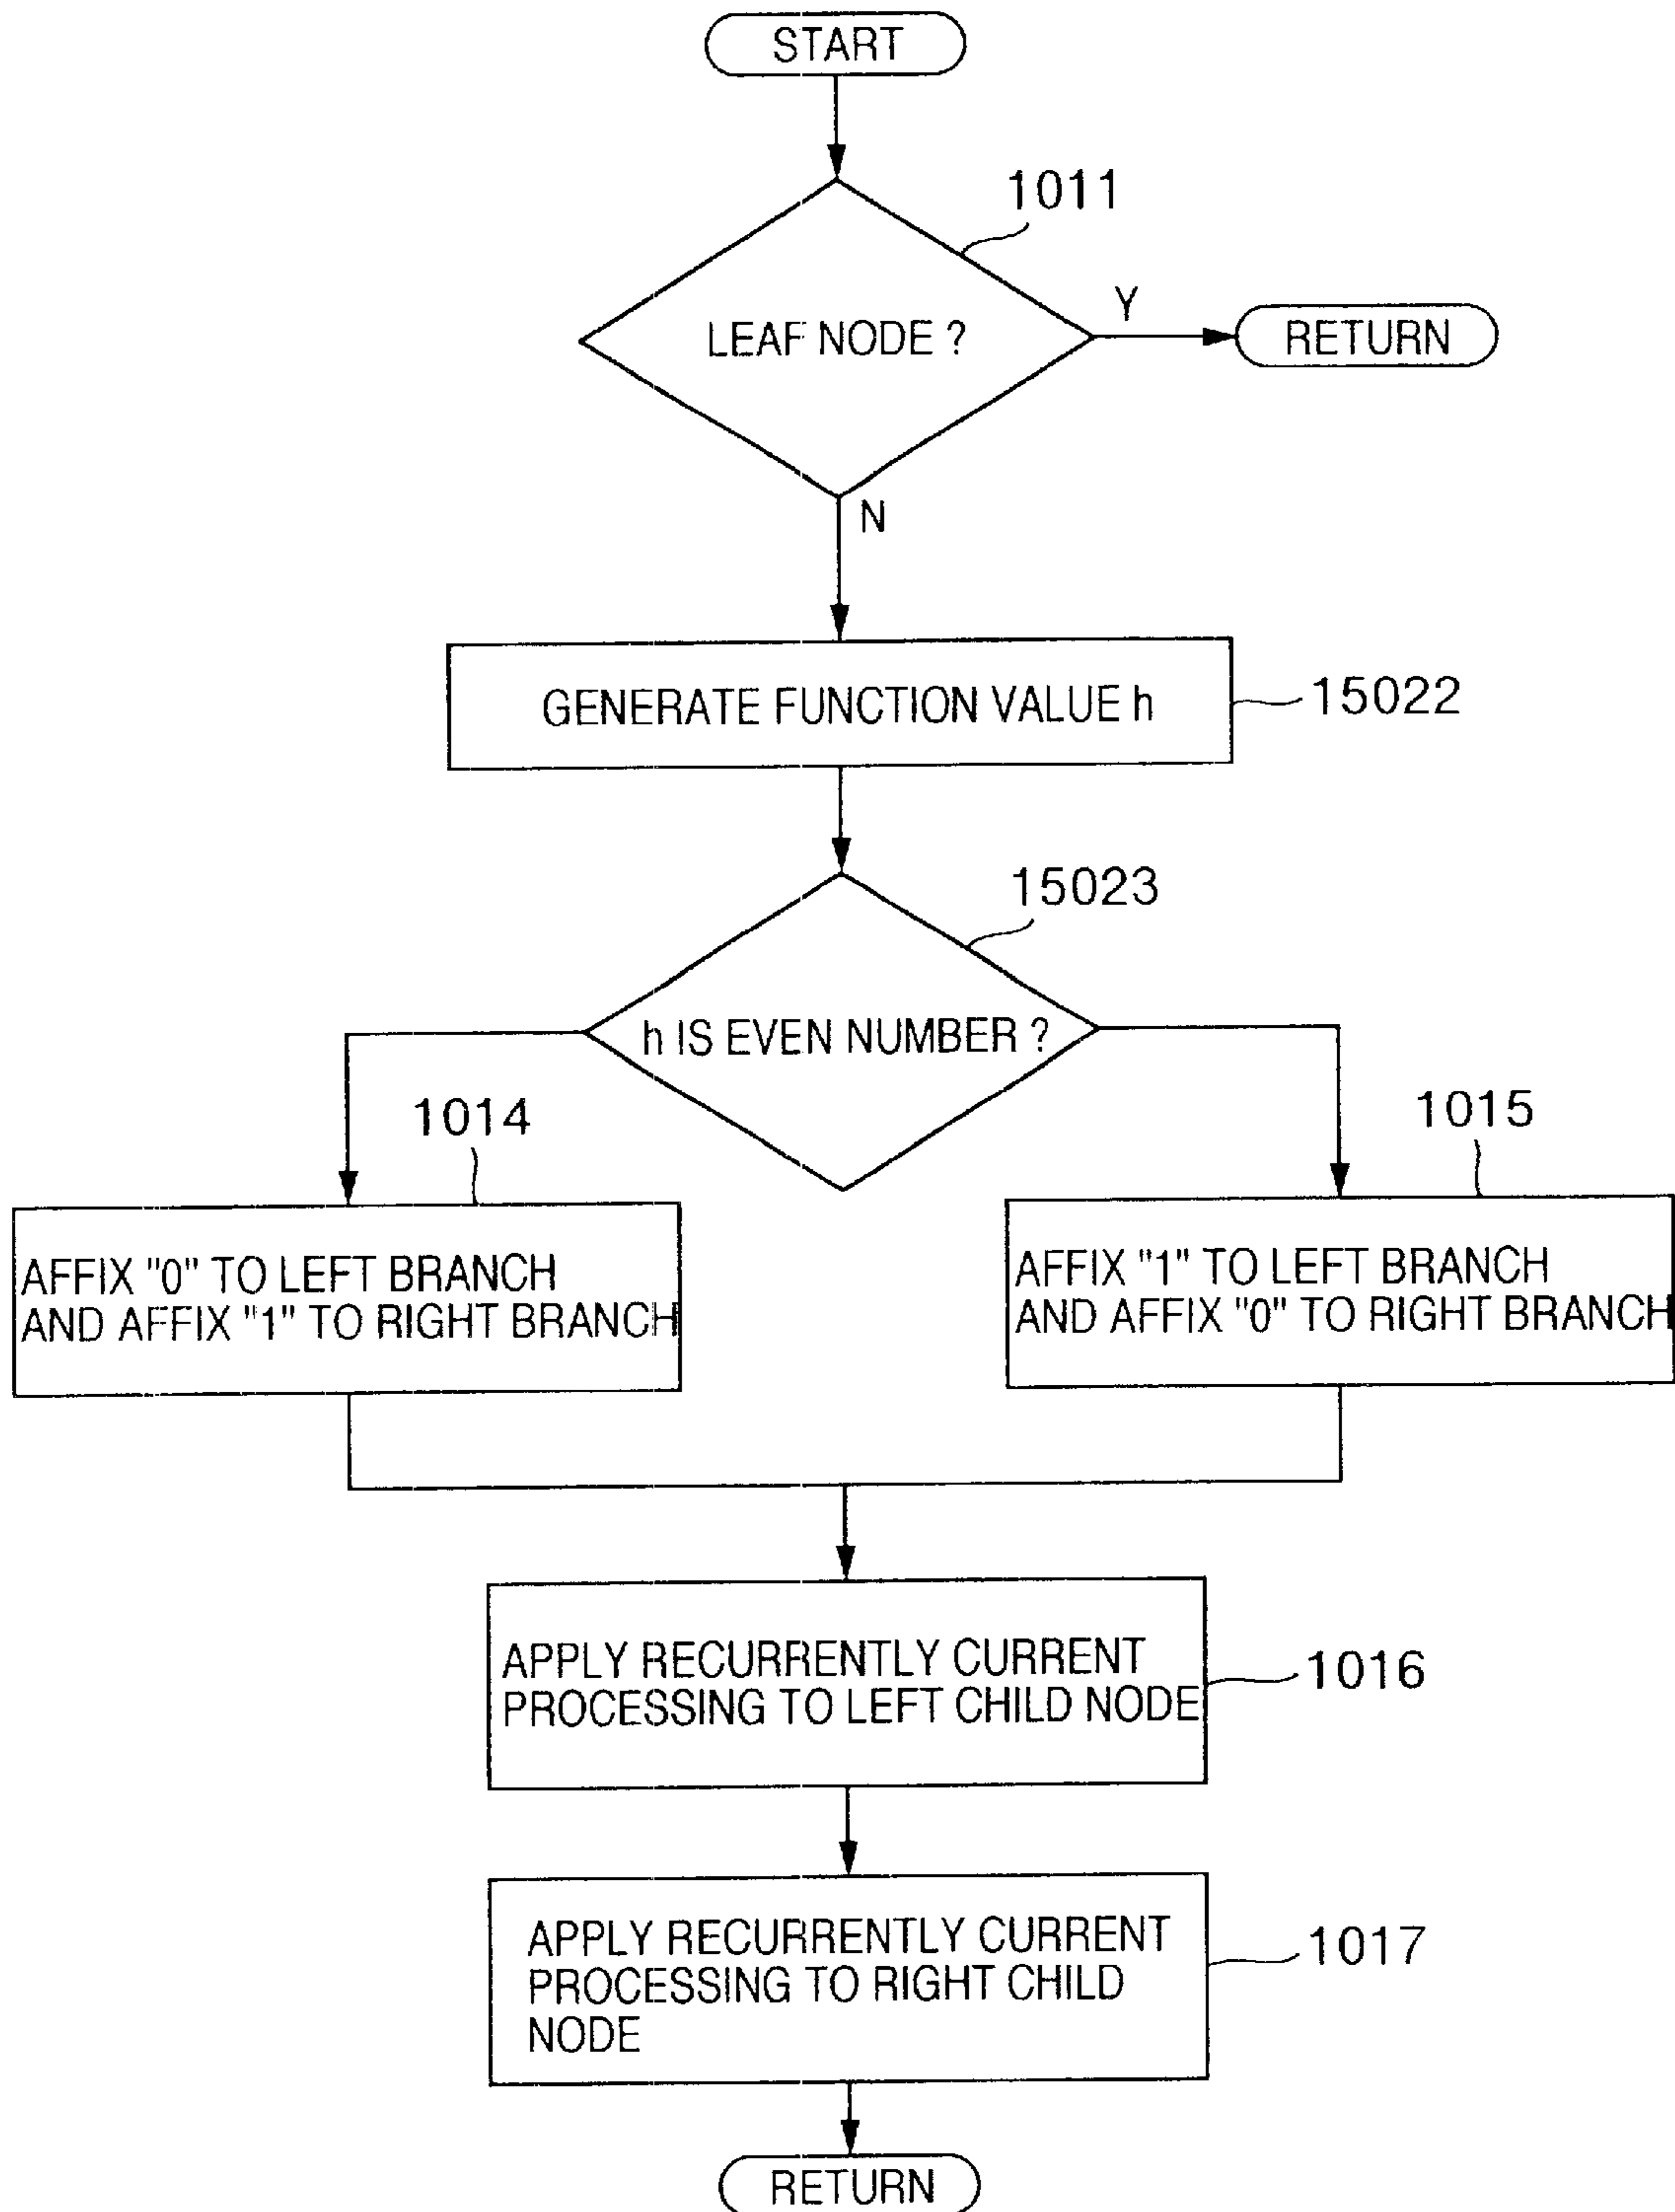 START
1011
LEAF NODE ?
Y
RETURN
N
GENERATE FUNCTION VALUE h
15022
15023
h IS EVEN NUMBER ?
1014
1015
AFFIX "0" TO LEFT BRANCH
AND AFFIX "1" TO RIGHT BRANCH
AFFIX "1" TO LEFT BRANCH
AND AFFIX "0" TO RIGHT BRANCH
APPLY RECURRENTLY CURRENT
PROCESSING TO LEFT CHILD NODE
1016
APPLY RECURRENTLY CURRENT
PROCESSING TO RIGHT CHILD
NODE
1017
RETURN